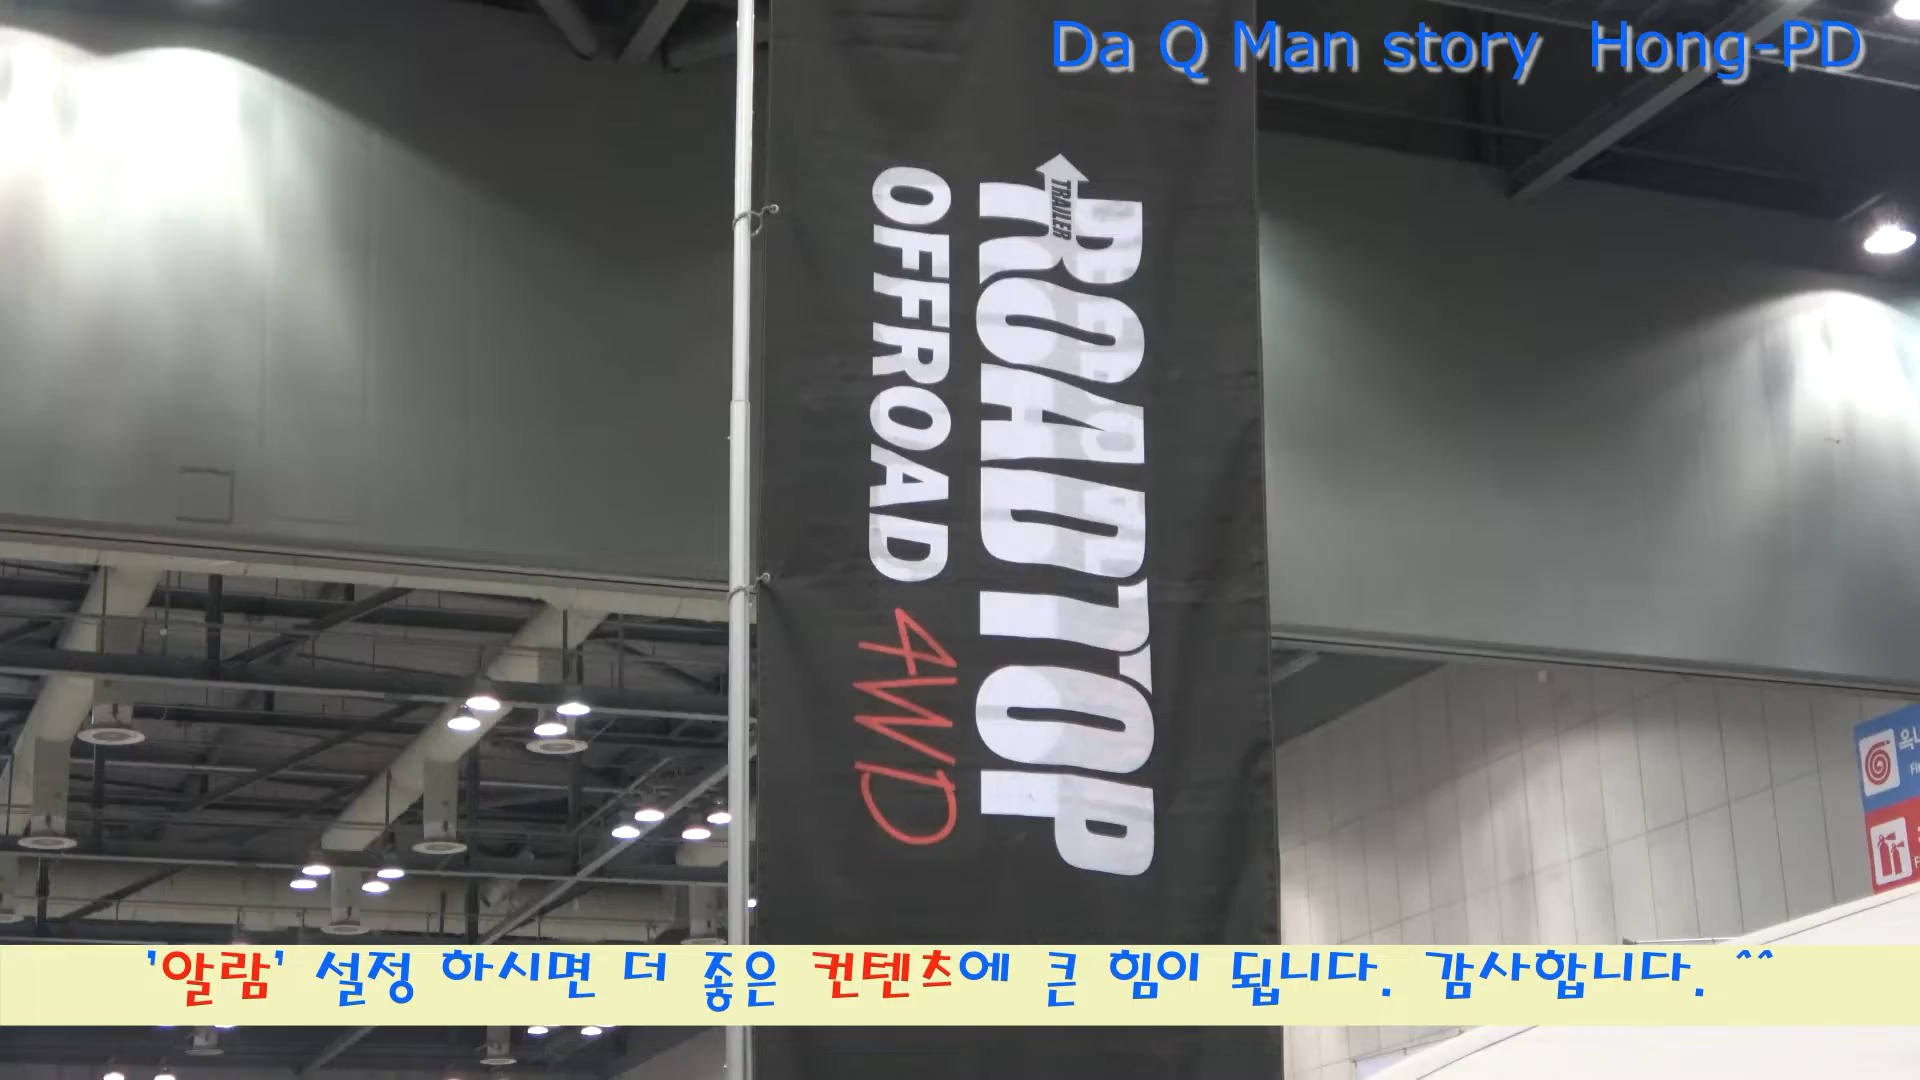 Da Q Man story Hong-PD
TRAILER
ROADTOP
OFFROAD 4WD
'알람' 설정 하시면 더 좋은 컨텐츠에 큰 힘이 됩니다. 감사합니다. ^^